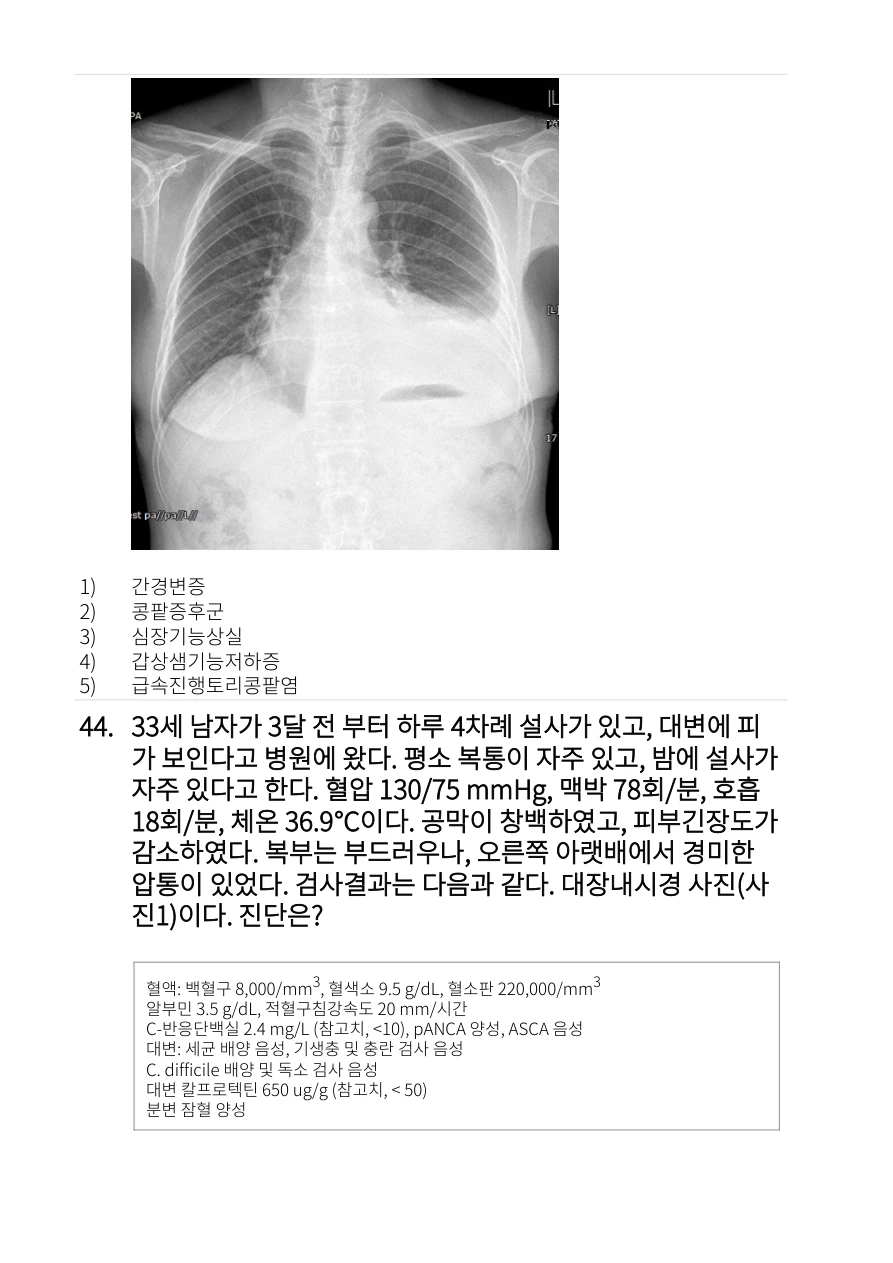 PA
[L]
17
est pa//pa//L//
1) 간경변증
2) 콩팥증후군
3) 심장기능상실
4) 갑상샘기능저하증
5) 급속진행토리콩팥염
44. 33세 남자가 3달 전 부터 하루 4차례 설사가 있고, 대변에 피
가 보인다고 병원에 왔다. 평소 복통이 자주 있고, 밤에 설사가
자주 있다고 한다. 혈압 130/75 mmHg, 맥박 78회/분, 호흡
18회/분, 체온 36.9℃이다. 공막이 창백하였고, 피부긴장도가
감소하였다. 복부는 부드러우나, 오른쪽 아랫배에서 경미한
압통이 있었다. 검사결과는 다음과 같다. 대장내시경 사진(사
진1)이다. 진단은?
혈액: 백혈구 8,000/mm³, 혈색소 9.5 g/dL, 혈소판 220,000/mm³
알부민 3.5 g/dL, 적혈구침강속도 20 mm/시간
C-반응단백실 2.4 mg/L (참고치, <10), pANCA 양성, ASCA 음성
대변: 세균 배양 음성, 기생충 및 충란 검사 음성
C. difficile 배양 및 독소 검사 음성
대변 칼프로텍틴 650 ug/g (참고치, < 50)
분변 잠혈 양성